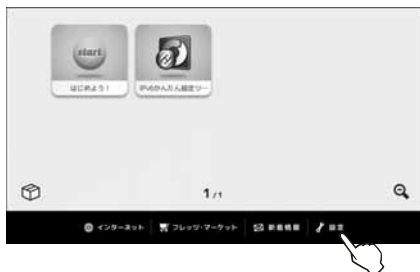 start
はじめよう！
IPv6かんたん設定ツ…
1/1
インターネット
フレッツ・マーケット
新着情報
設定